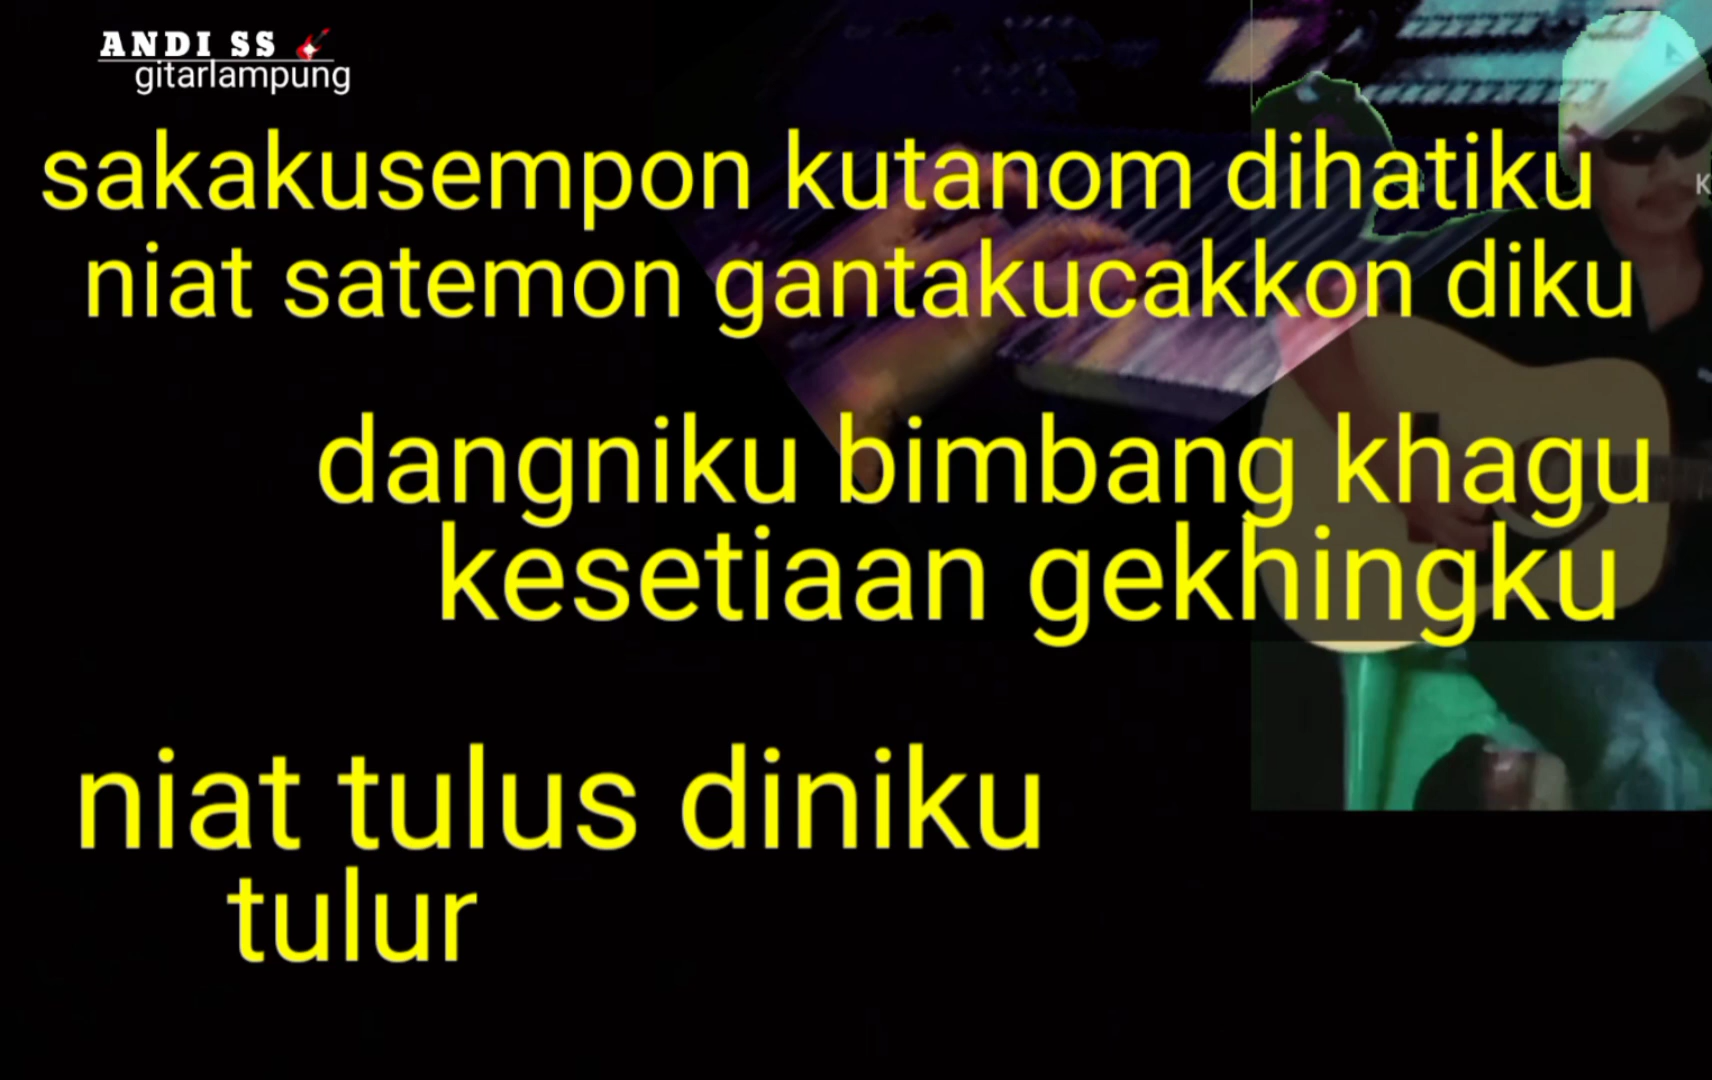 ANDI SS
gitarlampung
sakakusempon kutanom dihatiku
niat satemon gantakucakkon diku
dangniku bimbang khagu
kesetiaan gekhingku
niat tulus diniku
tulur